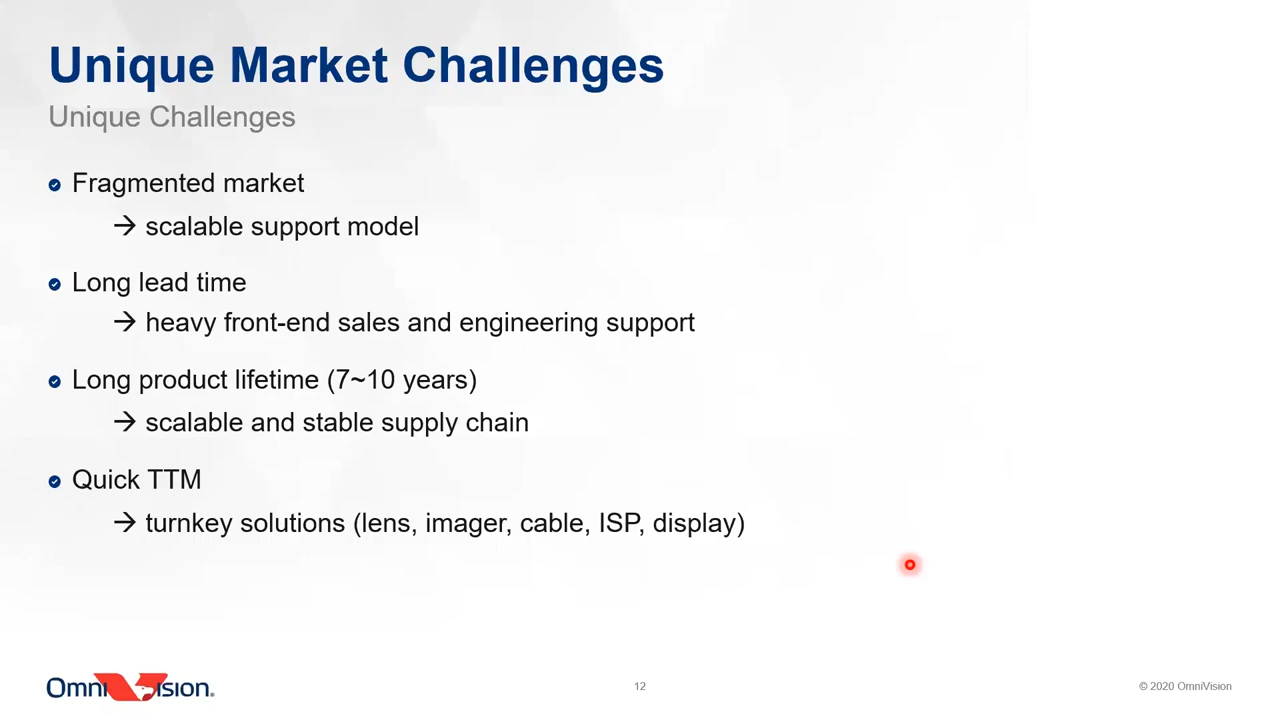 Unique Market Challenges
Unique Challenges
Fragmented market
→ scalable support model
Long lead time
→ heavy front-end sales and engineering support
Long product lifetime (7~10 years)
→ scalable and stable supply chain
Quick TTM
→ turnkey solutions (lens, imager, cable, ISP, display)
OmniVision®
12
© 2020 OmniVision